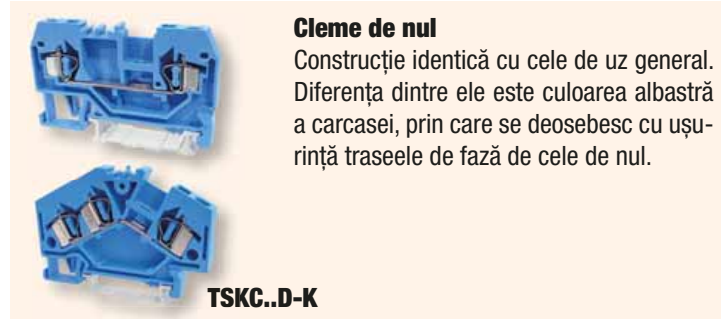 Cleme de nul
Construcție identică cu cele de uz general.
Diferența dintre ele este culoarea albastră
a carcasei, prin care se deosebesc cu ușu-
rință traseele de fază de cele de nul.
TSKC..D-K